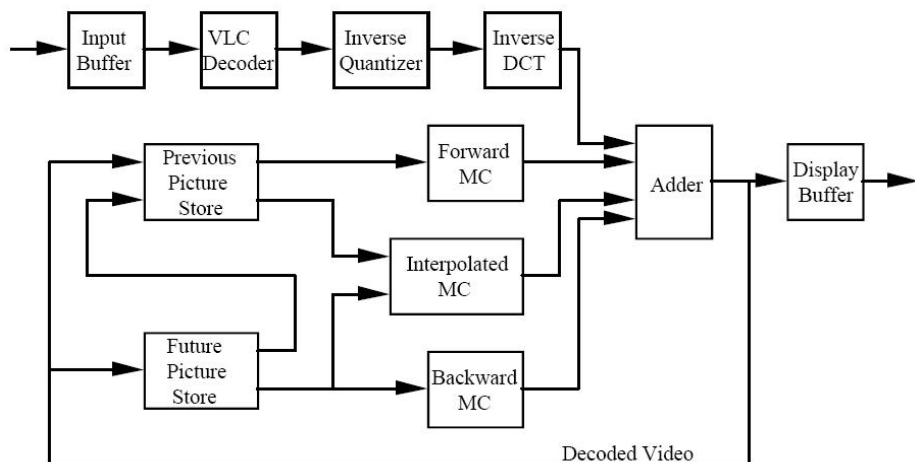 Input
Buffer
VLC
Decoder
Inverse
Quantizer
Inverse
DCT
Previous
Picture
Store
Forward
MC
Adder
Display
Buffer
Interpolated
MC
Future
Picture
Store
Backward
MC
Decoded Video